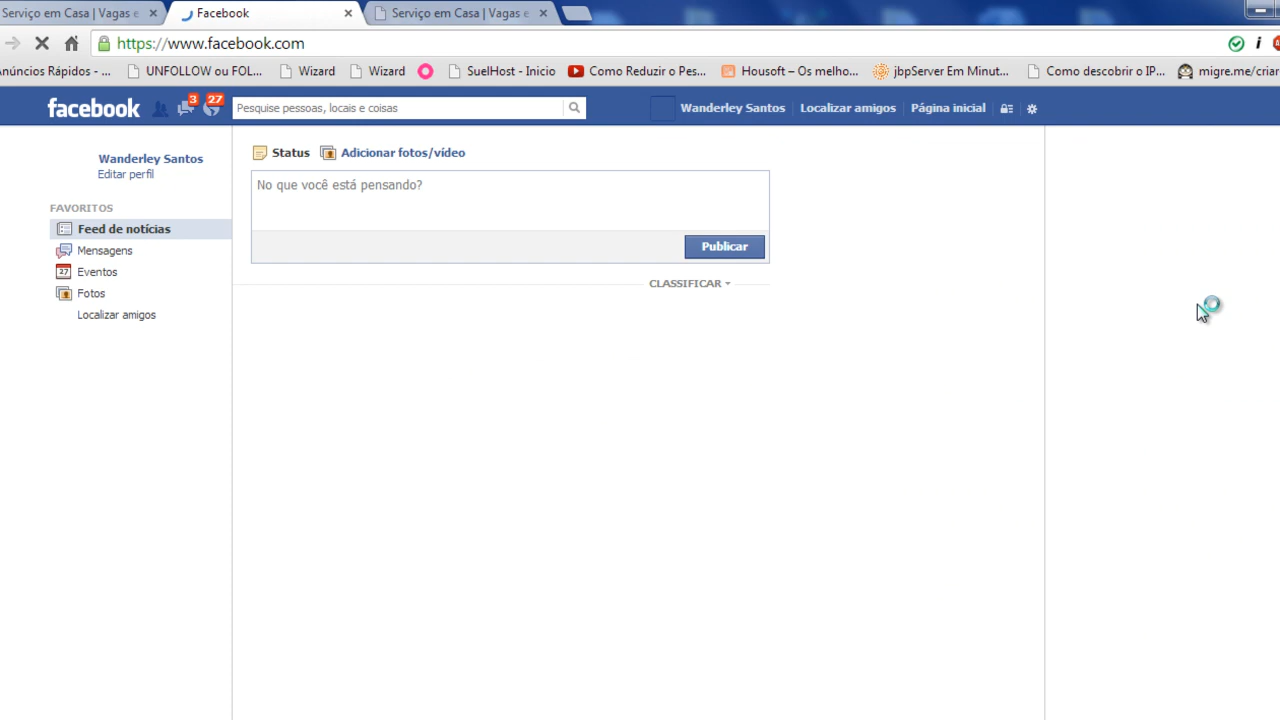 Serviço em Casa | Vagas e
Facebook
Serviço em Casa | Vagas e
https://www.facebook.com
Anúncios Rápidos - ...
UNFOLLOW ou FOL...
Wizard
Wizard
SuelHost - Inicio
Como Reduzir o Pes...
Housoft – Os melho...
jbpServer Em Minut...
Como descobrir o IP...
migre.me/criar
facebook
3
27
Pesquise pessoas, locais e coisas
Wanderley Santos
Localizar amigos
Página inicial
Wanderley Santos
Editar perfil
FAVORITOS
Feed de notícias
Mensagens
27
Eventos
Fotos
Localizar amigos
Status
Adicionar fotos/vídeo
No que você está pensando?
Publicar
CLASSIFICAR